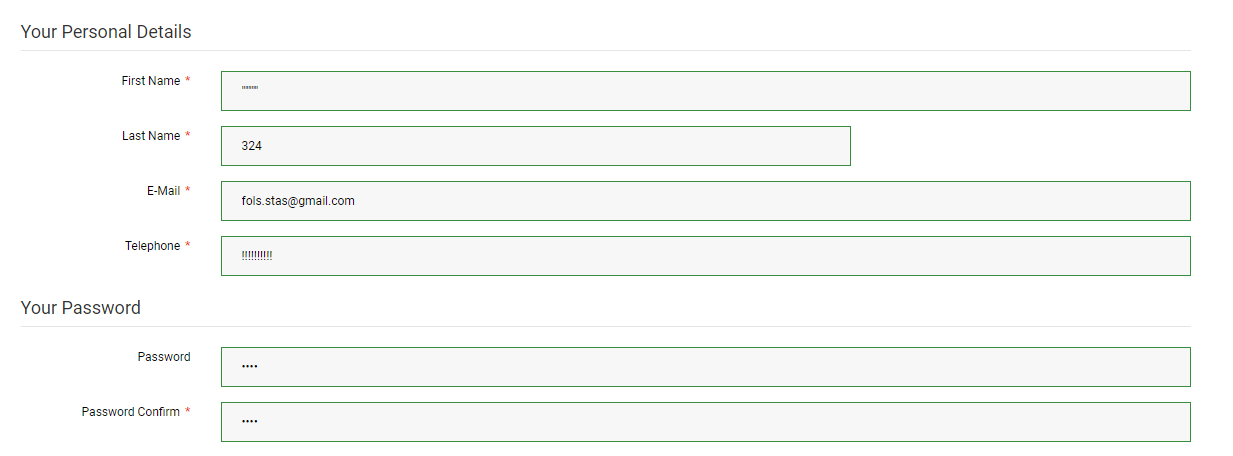 Your Personal Details
First Name *
""""
Last Name *
324
E-Mail *
fols.stas@gmail.com
Telephone *
!!!!!!!!!!
Your Password
Password
••••
Password Confirm *
••••